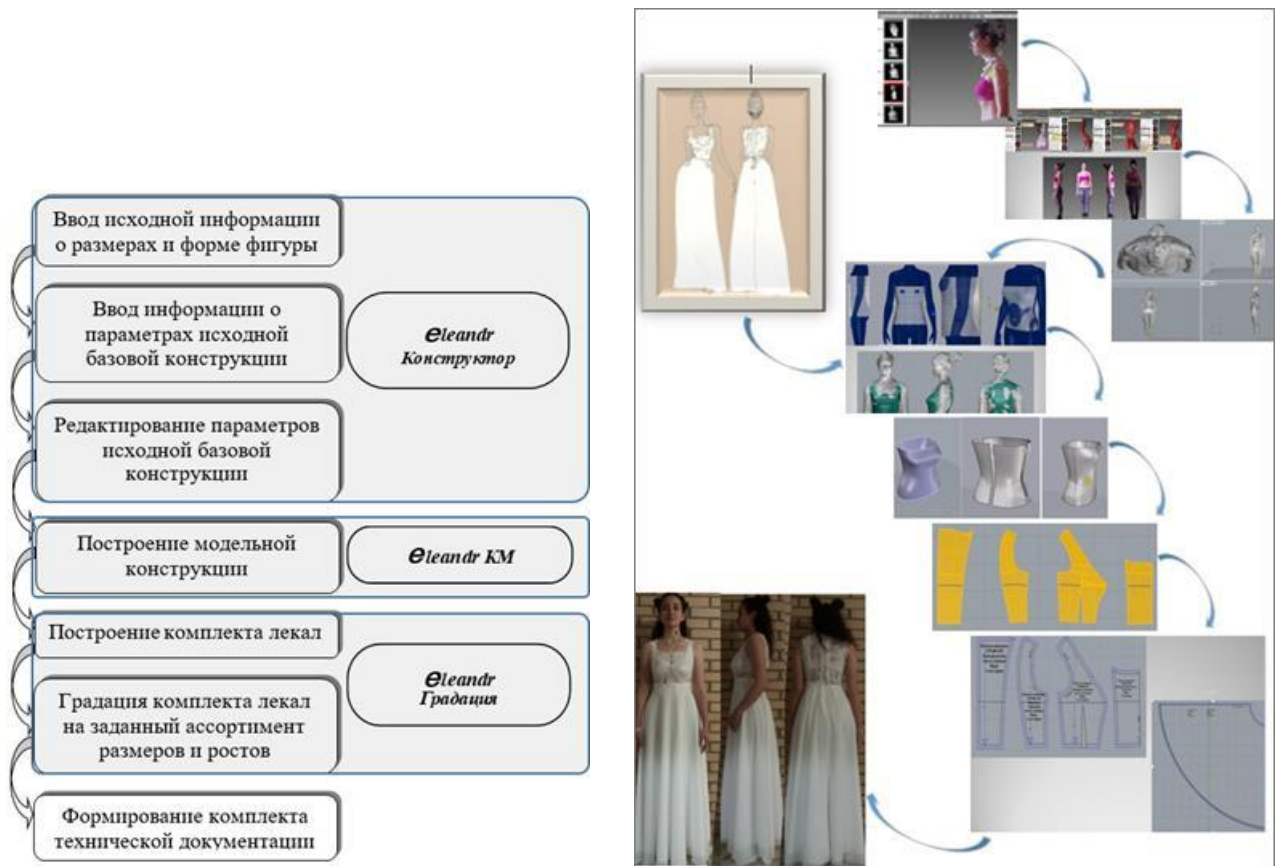 Ввод исходной информации
о размерах и форме фигуры
Ввод информации о
параметрах исходной
базовой конструкции
eleandr
Конструктор
Редактирование параметров
исходной базовой
конструкции
Построение модельной
конструкции
eleandr КМ
Построение комплекта лекал
eleandr
Градация
Градация комплекта лекал
на заданный ассортимент
размеров и ростов
Формирование комплекта
технической документации